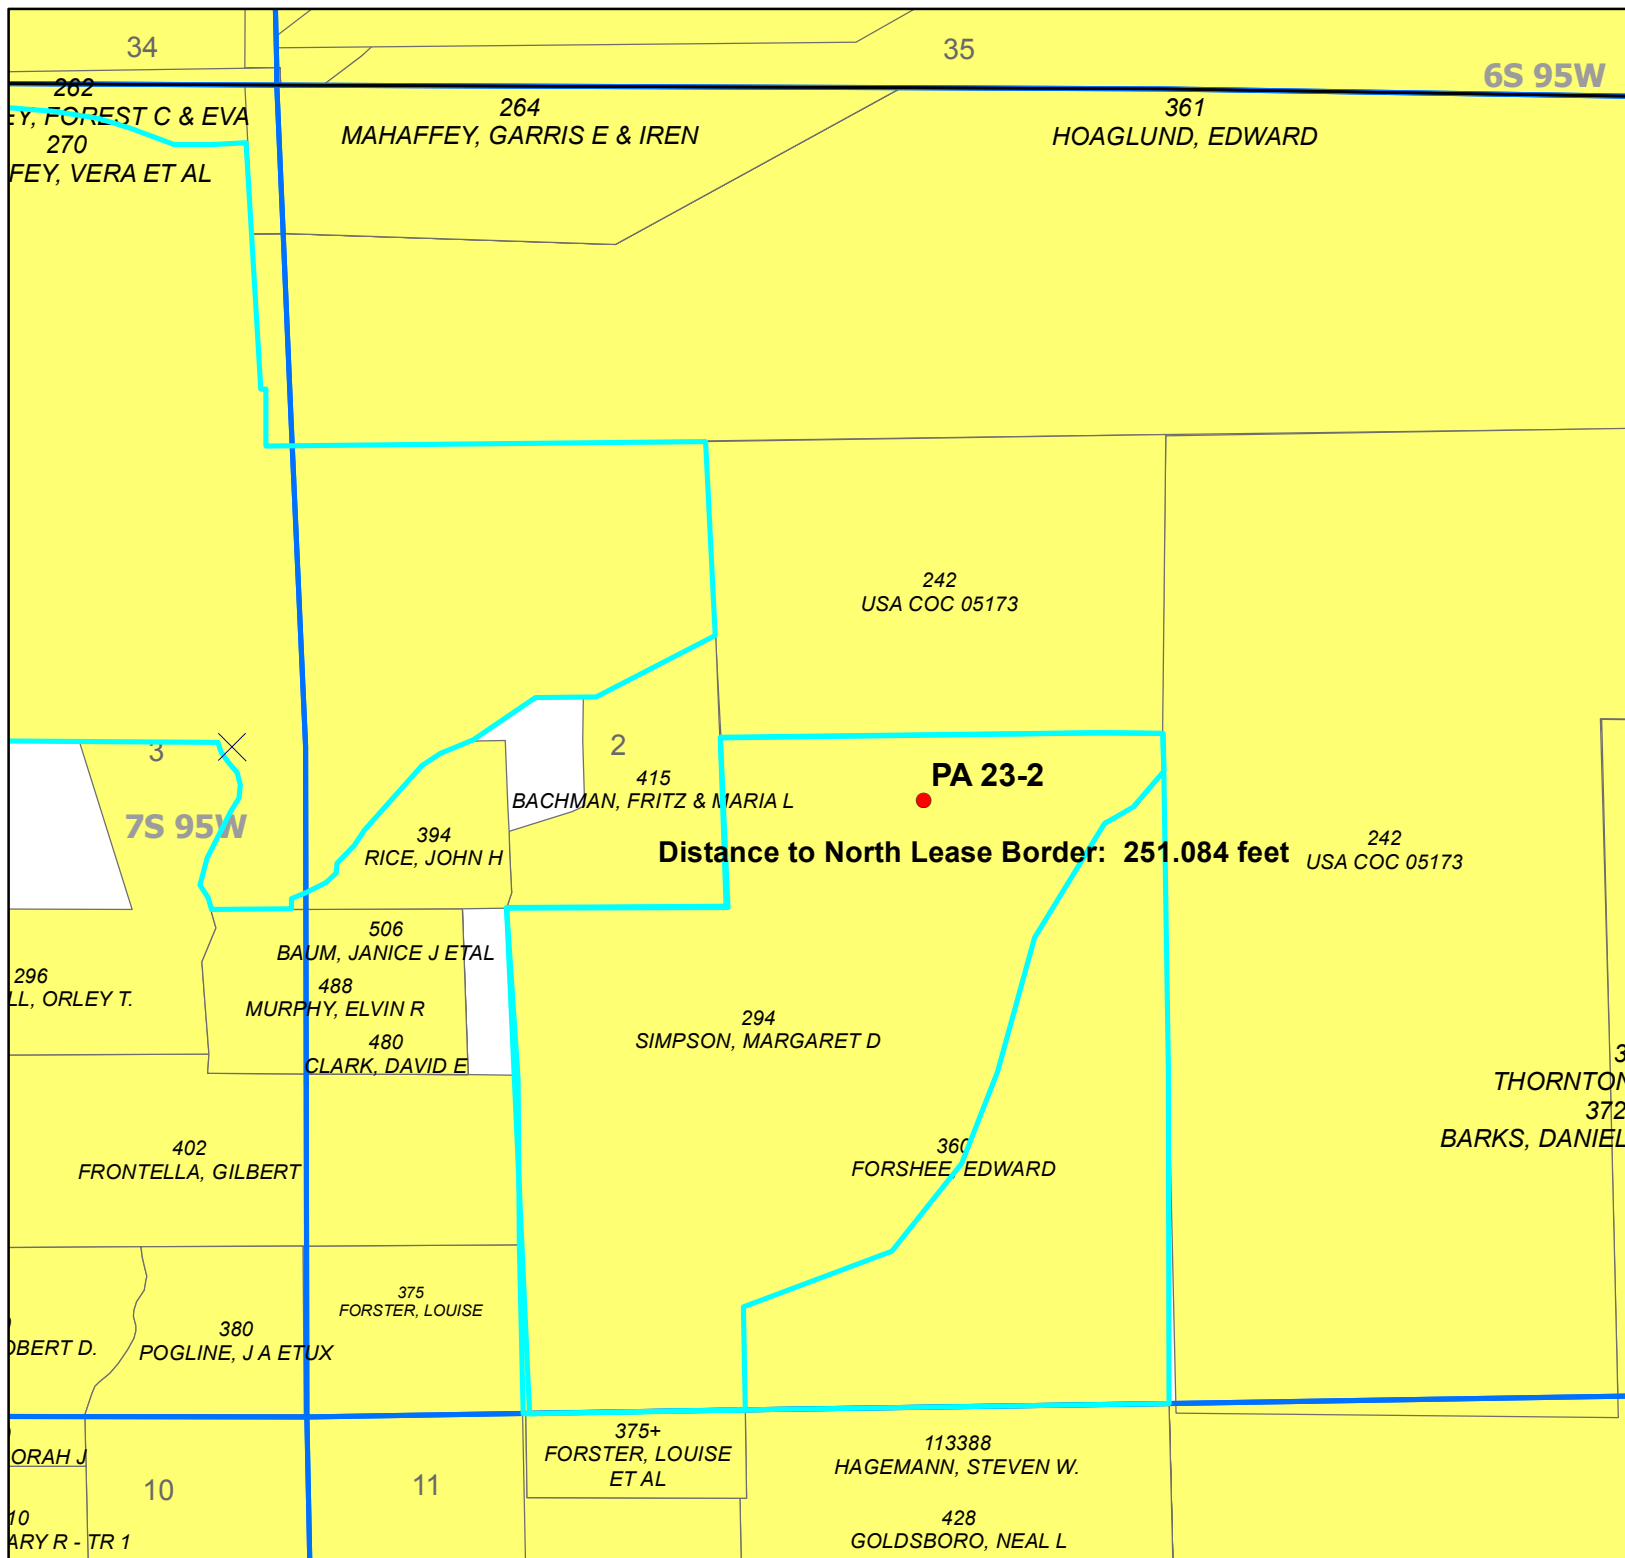 34
35
6S 95W
262
EY, FOREST C & EVA
270
FEY, VERA ET AL
264
MAHAFFEY, GARRIS E & IREN
361
HOAGLUND, EDWARD
242
USA COC 05173
3
7S 95W
2
415
BACHMAN, FRITZ & MARIA L
394
RICE, JOHN H
PA 23-2
Distance to North Lease Border:  251.084 feet
242
USA COC 05173
506
BAUM, JANICE J ETAL
488
MURPHY, ELVIN R
480
CLARK, DAVID E
296
LL, ORLEY T.
294
SIMPSON, MARGARET D
3
THORNTON
372
BARKS, DANIEL
402
FRONTELLA, GILBERT
360
FORSHEE, EDWARD
375
FORSTER, LOUISE
380
POGLINE, J A ETUX
OBERT D.
375+
FORSTER, LOUISE
ET AL
113388
HAGEMANN, STEVEN W.
428
GOLDSBORO, NEAL L
ORAH J
10
11
10
ARY R - TR 1